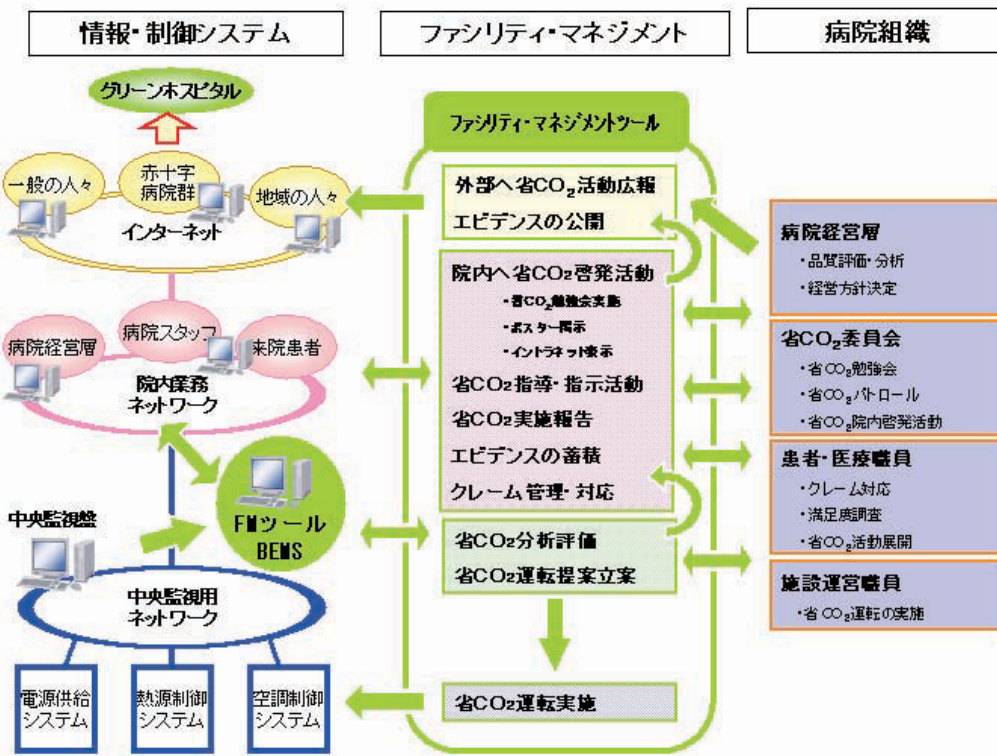 情報・制御システム
ファシリティ・マネジメント
病院組織
グリーンホスピタル
一般の人々
赤十字
病院群
地域の人々
インターネット
病院経営層
病院スタッフ
来院患者
院内業務
ネットワーク
中央監視盤
FMツール
BEMS
中央監視用
ネットワーク
電源供給
システム
熱源制御
システム
空調制御
システム
ファシリティ・マネジメントツール
外部へ省CO₂活動広報
エビデンスの公開
院内へ省CO₂啓発活動
・省CO₂勉強会実施
・ポスター掲示
・イントラネット表示
省CO₂指導・指示活動
省CO₂実施報告
エビデンスの蓄積
クレーム管理・対応
省CO₂分析評価
省CO₂運転提案立案
省CO₂運転実施
病院経営層
・品質評価・分析
・経営方針決定
省CO₂委員会
・省CO₂勉強会
・省CO₂パトロール
・省CO₂院内啓発活動
患者・医療職員
・クレーム対応
・満足度調査
・省CO₂活動展開
施設運営職員
・省CO₂運転の実施